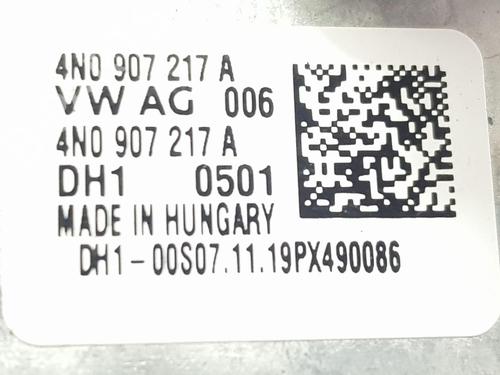 4N0 907 217 A
VW AG 006
4N0 907 217 A
DH1 0501
MADE IN HUNGARY
DH1-00S07.11.19PX490086